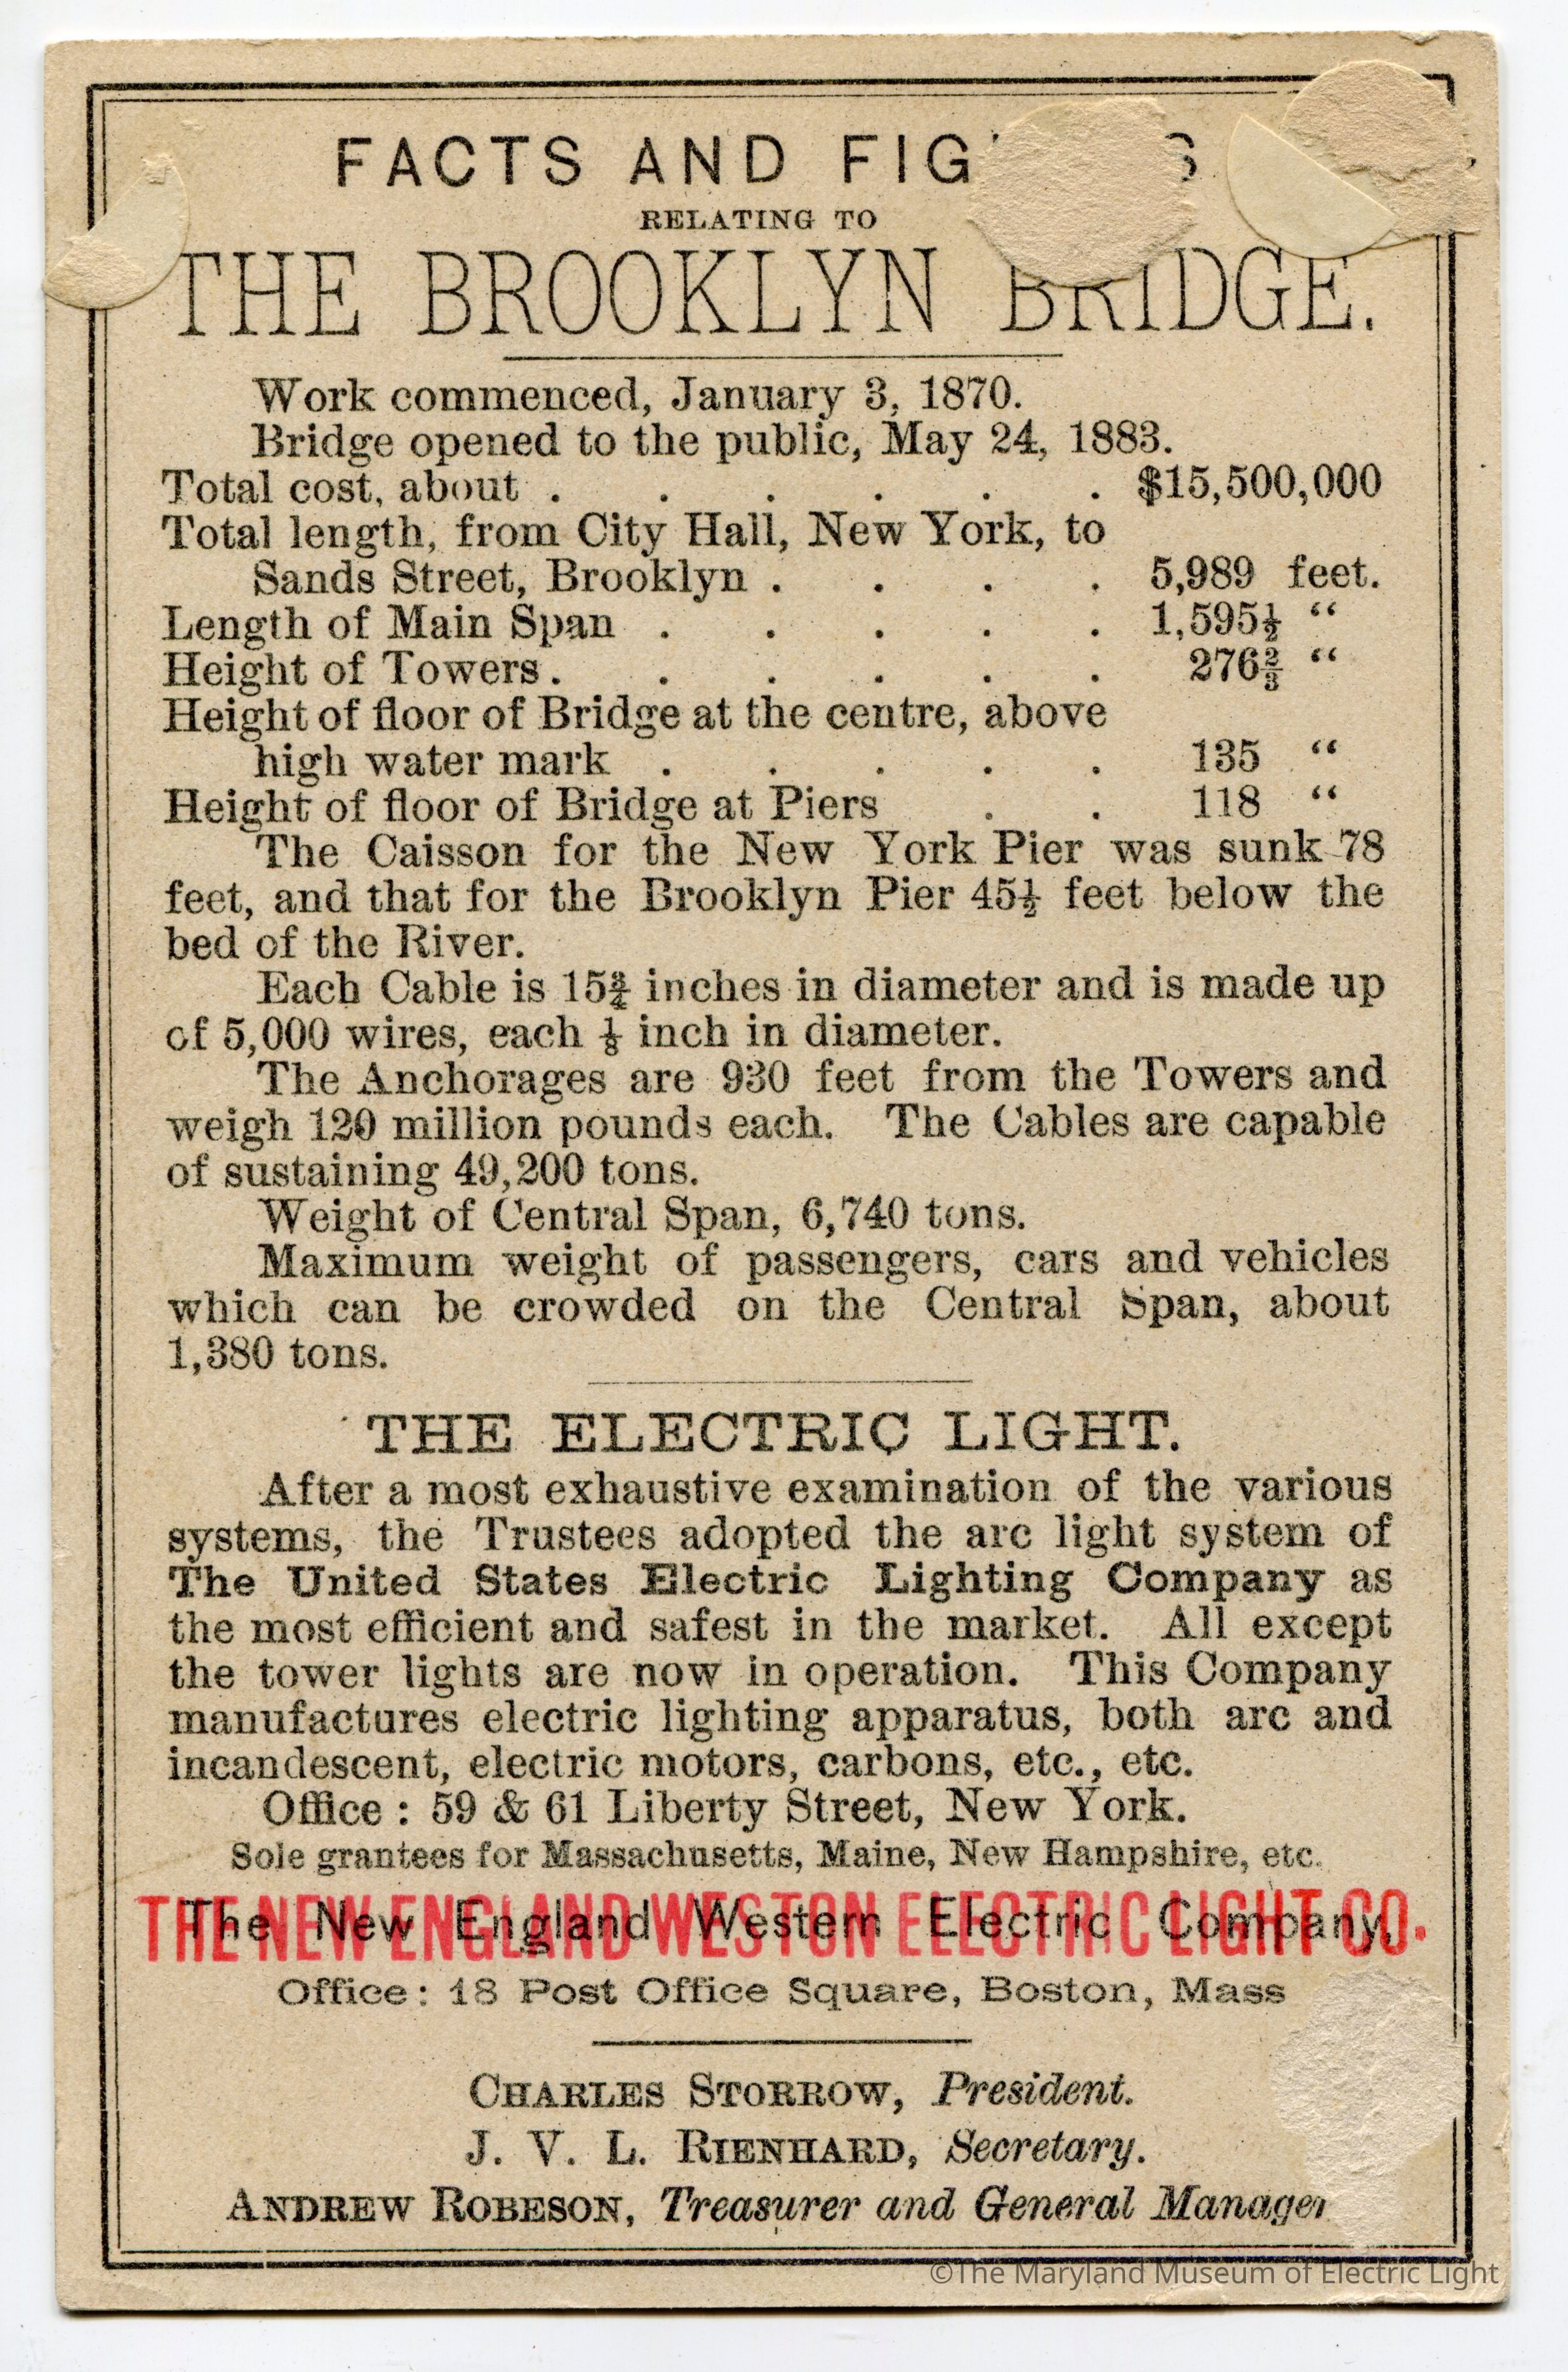 FACTS AND FIG
RELATING TO
THE BROOKLYN BRIDGE.
Work commenced, January 3, 1870.
Bridge opened to the public, May 24, 1883.
Total cost, about . . . . . . $15,500,000
Total length, from City Hall, New York, to
Sands Street, Brooklyn . . . . 5,989 feet.
Length of Main Span . . . . . 1,595½ “
Height of Towers . . . . . . 276⅔ “
Height of floor of Bridge at the centre, above
high water mark . . . . . 135 “
Height of floor of Bridge at Piers . . 118 “
The Caisson for the New York Pier was sunk 78
feet, and that for the Brooklyn Pier 45½ feet below the
bed of the River.
Each Cable is 15¾ inches in diameter and is made up
of 5,000 wires, each ⅛ inch in diameter.
The Anchorages are 930 feet from the Towers and
weigh 120 million pounds each. The Cables are capable
of sustaining 49,200 tons.
Weight of Central Span, 6,740 tons.
Maximum weight of passengers, cars and vehicles
which can be crowded on the Central Span, about
1,380 tons.
THE ELECTRIC LIGHT.
After a most exhaustive examination of the various
systems, the Trustees adopted the arc light system of
The United States Electric Lighting Company as
the most efficient and safest in the market. All except
the tower lights are now in operation. This Company
manufactures electric lighting apparatus, both arc and
incandescent, electric motors, carbons, etc., etc.
Office : 59 & 61 Liberty Street, New York.
Sole grantees for Massachusetts, Maine, New Hampshire, etc.
The New England Western Electric Company,
THE NEW ENGLAND WESTON ELECTRIC LIGHT CO.
Office : 18 Post Office Square, Boston, Mass
CHARLES STORROW, President.
J. V. L. RIENHARD, Secretary.
ANDREW ROBESON, Treasurer and General Manager
©The Maryland Museum of Electric Light